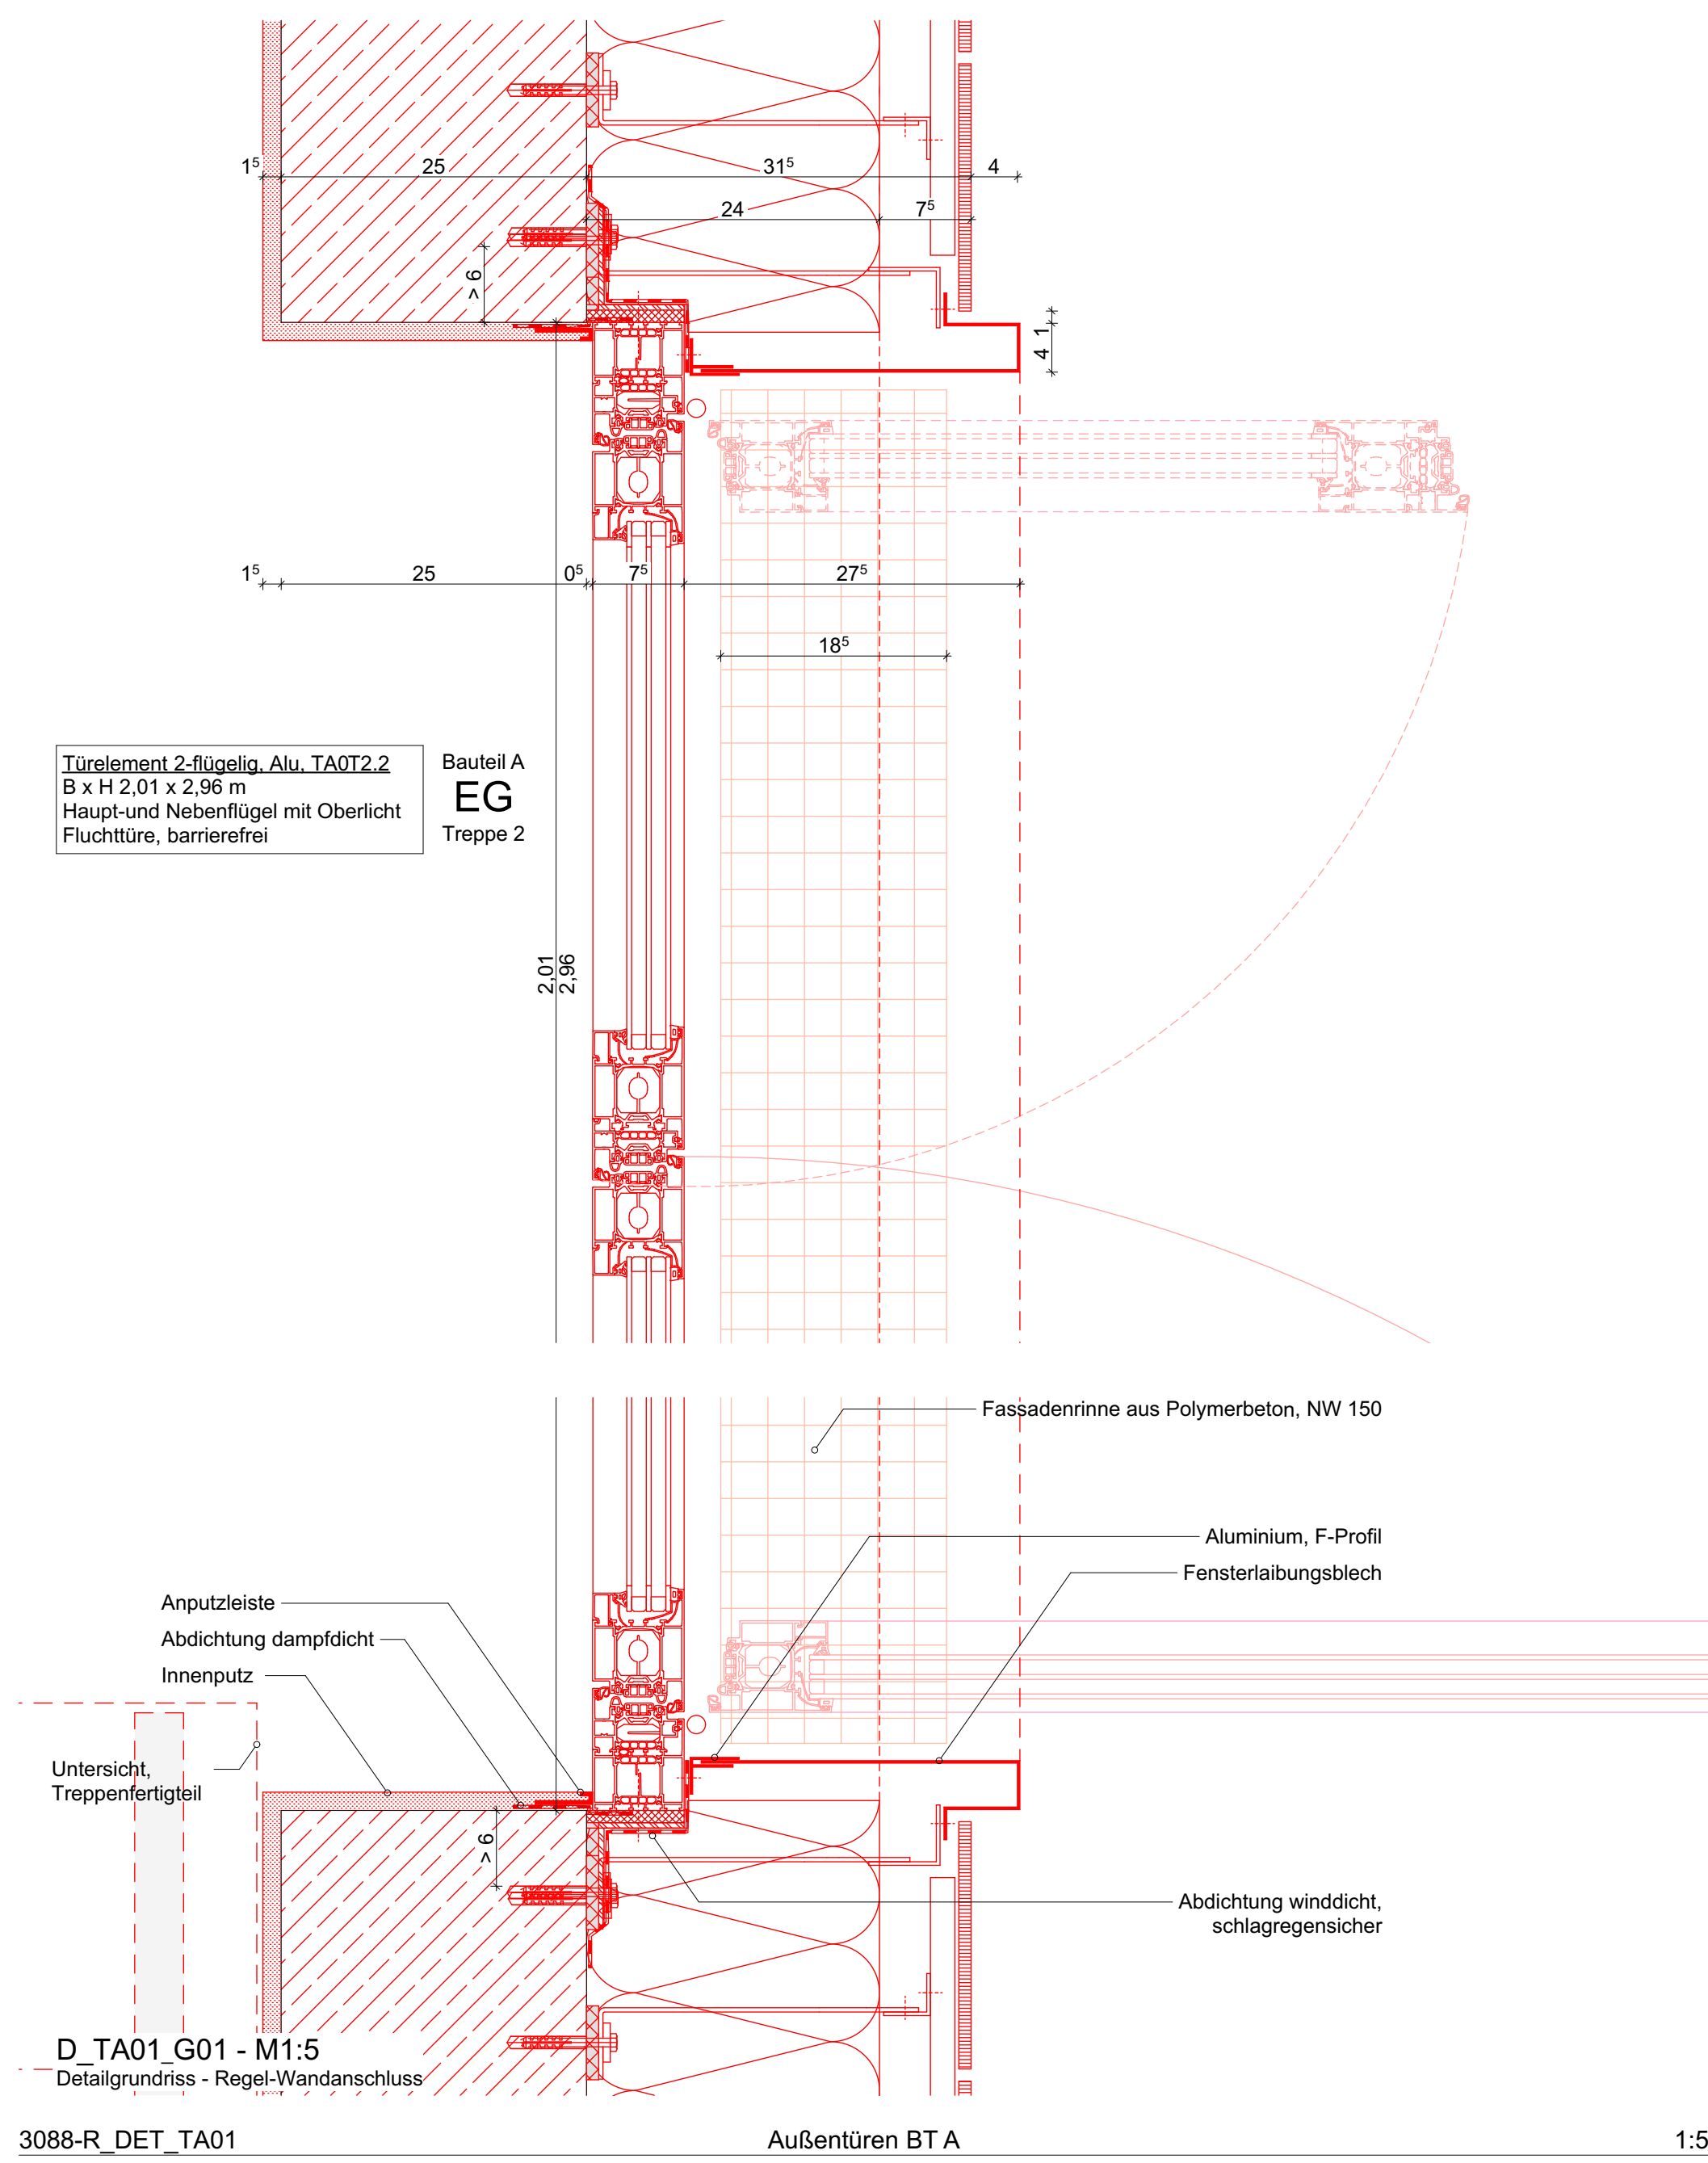 1⁵ 25 31⁵ 4
24 7⁵
> 6
4 1
1⁵ 25 0⁵ 7⁵ 27⁵
18⁵
Türelement 2-flügelig, Alu, TA0T2.2
B x H 2,01 x 2,96 m
Haupt-und Nebenflügel mit Oberlicht
Fluchttüre, barrierefrei
Bauteil A
EG
Treppe 2
2,01
2,96
Fassadenrinne aus Polymerbeton, NW 150
Aluminium, F-Profil
Fensterlaibungsblech
Anputzleiste
Abdichtung dampfdicht
Innenputz
Untersicht,
Treppenfertigteil
> 6
Abdichtung winddicht,
schlagregensicher
D_TA01_G01 - M1:5
Detailgrundriss - Regel-Wandanschluss
3088-R_DET_TA01 Außentüren BT A 1:5